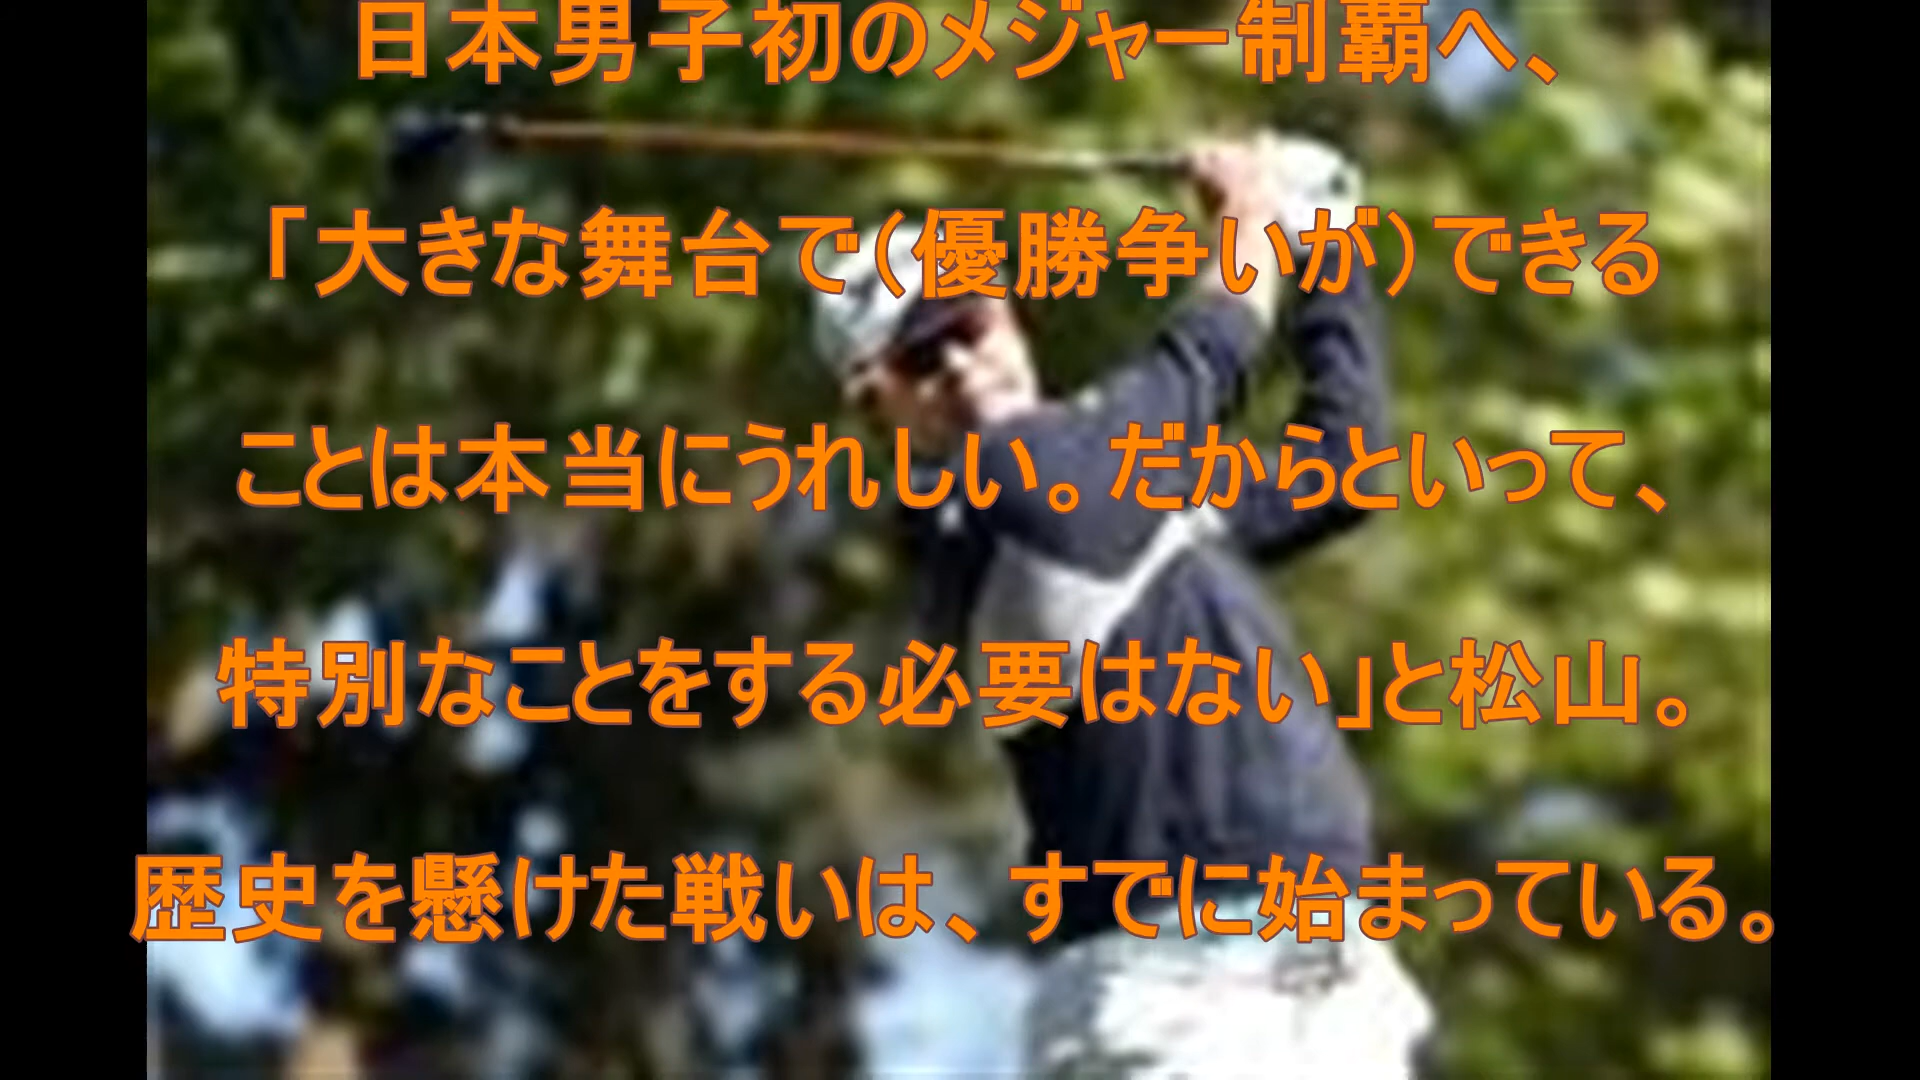 日本男子初のメジャー制覇へ、
「大きな舞台で（優勝争いが）できる
ことは本当にうれしい。だからといって、
特別なことをする必要はない」と松山。
歴史を懸けた戦いは、すでに始まっている。